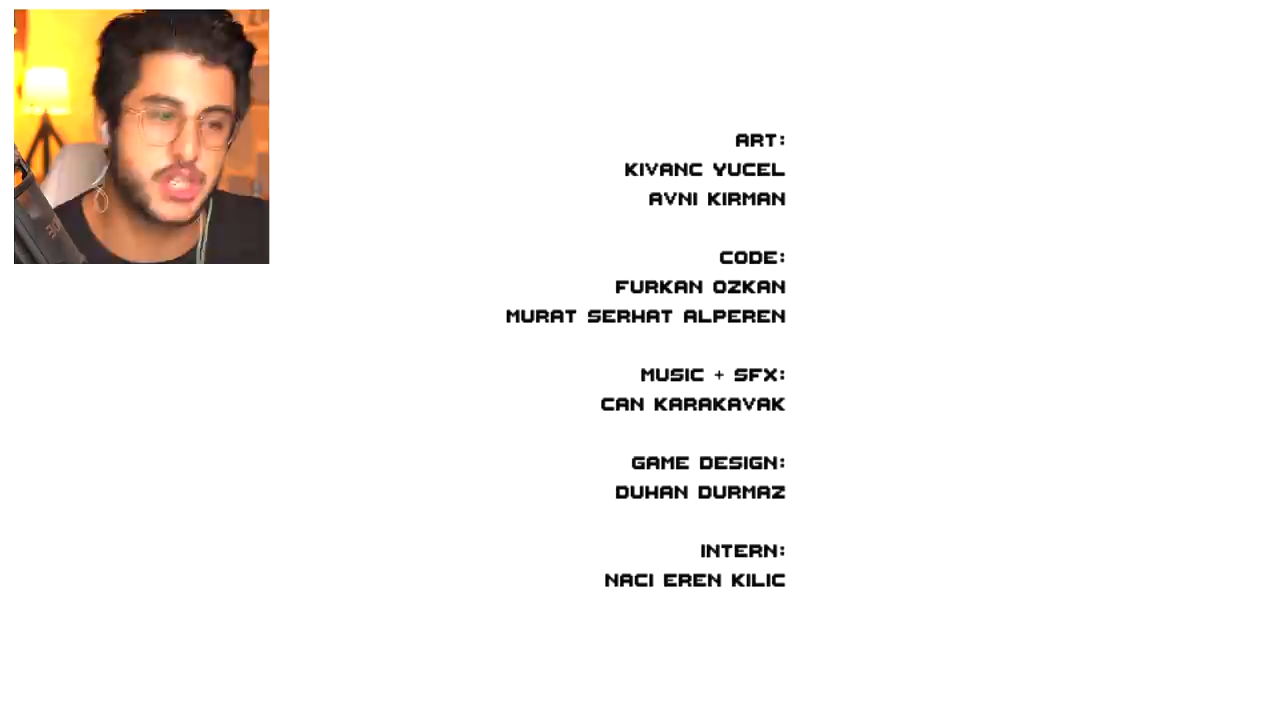 ART:
KIVANC YUCEL
AVNI KIRMAN
CODE:
FURKAN OZKAN
MURAT SERHAT ALPEREN
MUSIC + SFX:
CAN KARAKAVAK
GAME DESIGN:
DUHAN DURMAZ
INTERN:
NACI EREN KILIC